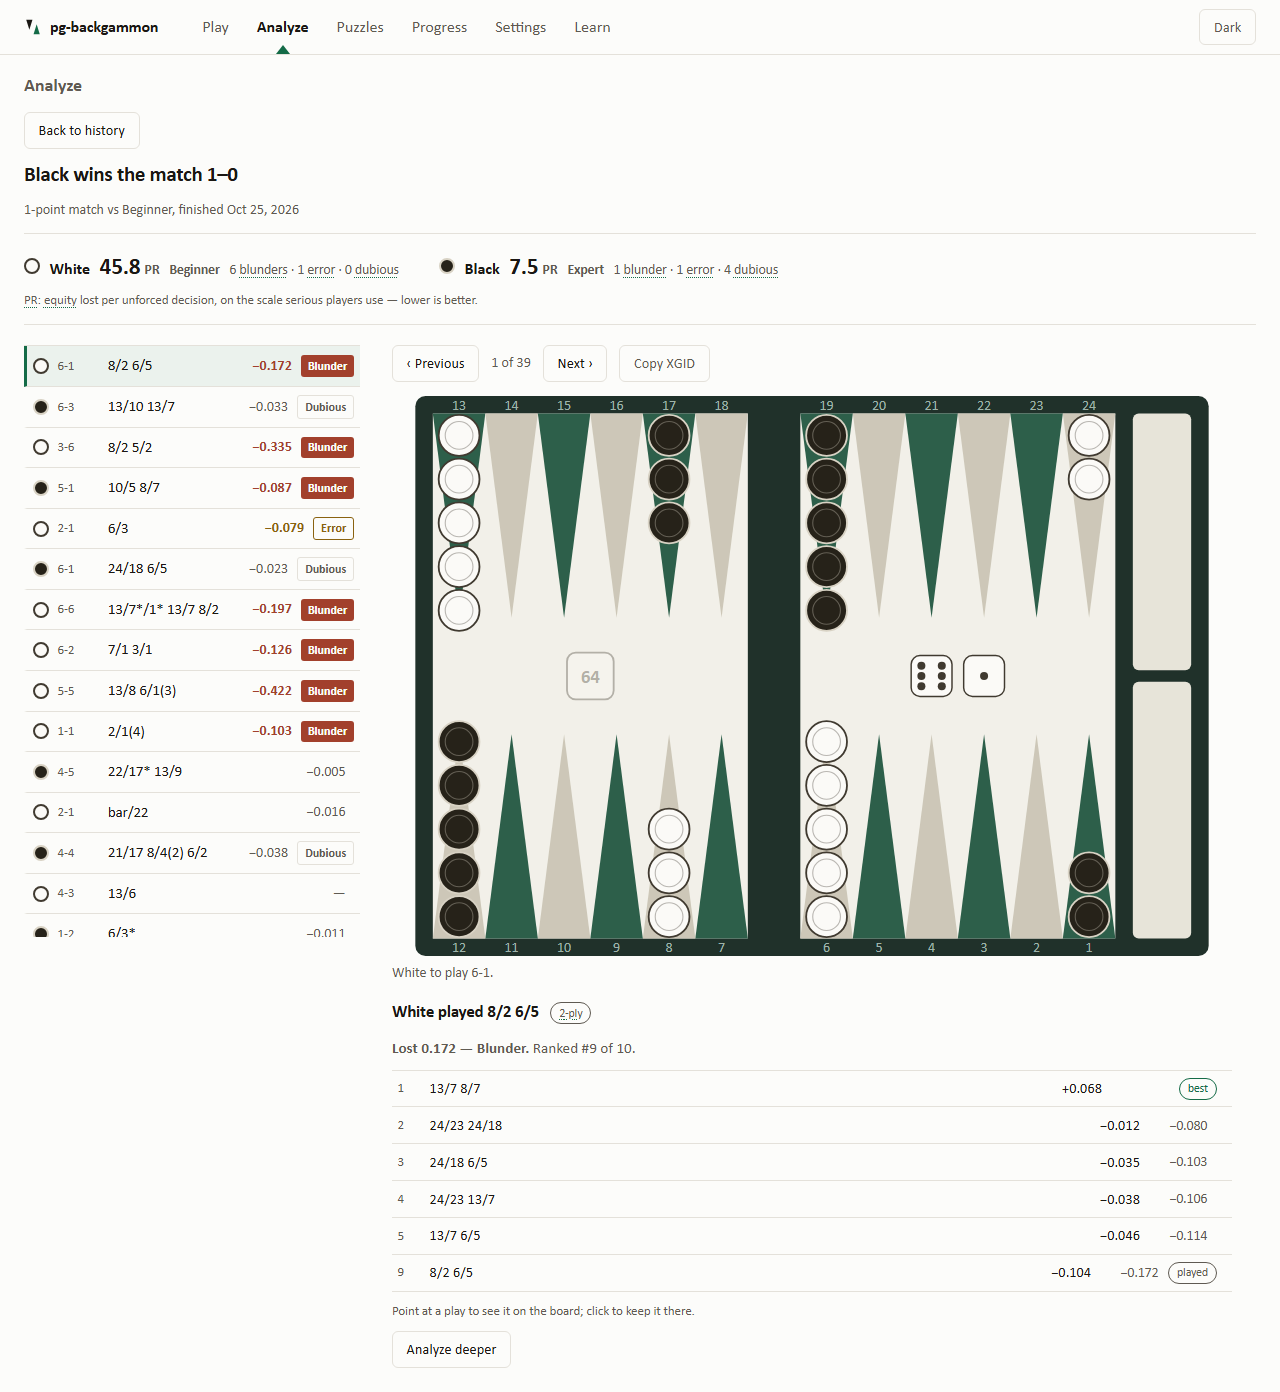 pg-backgammon Play Analyze Puzzles Progress Settings Learn Dark
Analyze
Back to history
Black wins the match 1–0
1-point match vs Beginner, finished Oct 25, 2026
White 45.8 PR Beginner 6 blunders · 1 error · 0 dubious Black 7.5 PR Expert 1 blunder · 1 error · 4 dubious
PR: equity lost per unforced decision, on the scale serious players use — lower is better.
6-1 8/2 6/5 −0.172 Blunder
6-3 13/10 13/7 −0.033 Dubious
3-6 8/2 5/2 −0.335 Blunder
5-1 10/5 8/7 −0.087 Blunder
2-1 6/3 −0.079 Error
6-1 24/18 6/5 −0.023 Dubious
6-6 13/7*/1* 13/7 8/2 −0.197 Blunder
6-2 7/1 3/1 −0.126 Blunder
5-5 13/8 6/1(3) −0.422 Blunder
1-1 2/1(4) −0.103 Blunder
4-5 22/17* 13/9 −0.005
2-1 bar/22 −0.016
4-4 21/17 8/4(2) 6/2 −0.038 Dubious
4-3 13/6 —
1-2 6/3* −0.011
‹ Previous 1 of 39 Next › Copy XGID
13 14 15 16 17 18 19 20 21 22 23 24
64
12 11 10 9 8 7 6 5 4 3 2 1
White to play 6-1.
White played 8/2 6/5 2-ply
Lost 0.172 — Blunder. Ranked #9 of 10.
1 13/7 8/7 +0.068 best
2 24/23 24/18 −0.012 −0.080
3 24/18 6/5 −0.035 −0.103
4 24/23 13/7 −0.038 −0.106
5 13/7 6/5 −0.046 −0.114
9 8/2 6/5 −0.104 −0.172 played
Point at a play to see it on the board; click to keep it there.
Analyze deeper